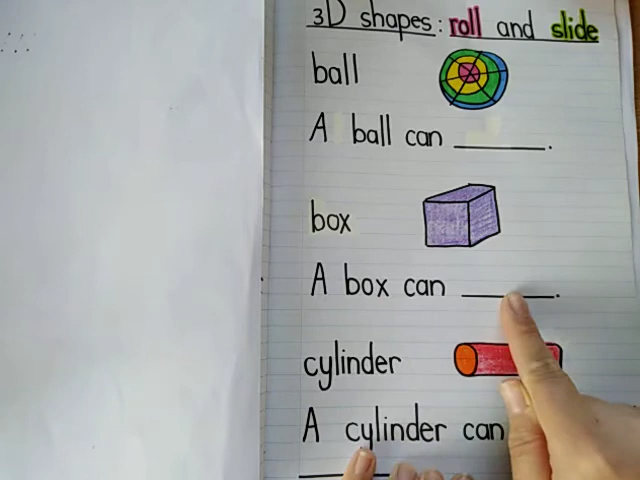 3D shapes: roll and slide
ball
A ball can ______.
box
A box can ______.
cylinder
A cylinder can